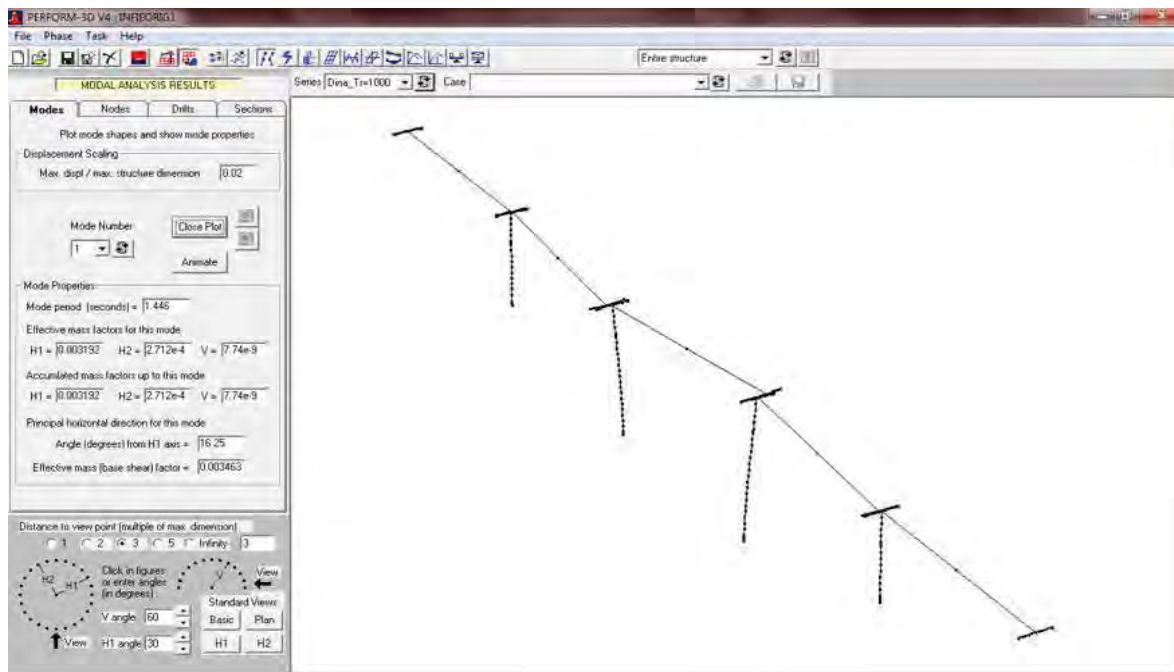 PERFORM-3D V4 : INFIEORIG1
File Phase Task Help
Entire structure
MODAL ANALYSIS RESULTS
Series Dina_Tr=1000 Case
Modes Nodes Drifts Sections
Plot mode shapes and show mode properties
Displacement Scaling
Max. displ / max. structure dimension 0.02
Mode Number
Close Plot
1
Animate
Mode Properties
Mode period (seconds) = 1.446
Effective mass factors for this mode
H1 = 0.003192 H2 = 2.712e-4 V = 7.74e-9
Accumulated mass factors up to this mode
H1 = 0.003192 H2 = 2.712e-4 V = 7.74e-9
Principal horizontal direction for this mode
Angle (degrees) from H1 axis = 16.25
Effective mass (base shear) factor = 0.003463
Distance to view point (multiple of max. dimension)
1 2 3 5 Infinity 3
H2 H1
Click in figures
or enter angles
(in degrees)
V
View
V angle 60
Standard Views
Basic Plan
View
H1 angle 30
H1 H2